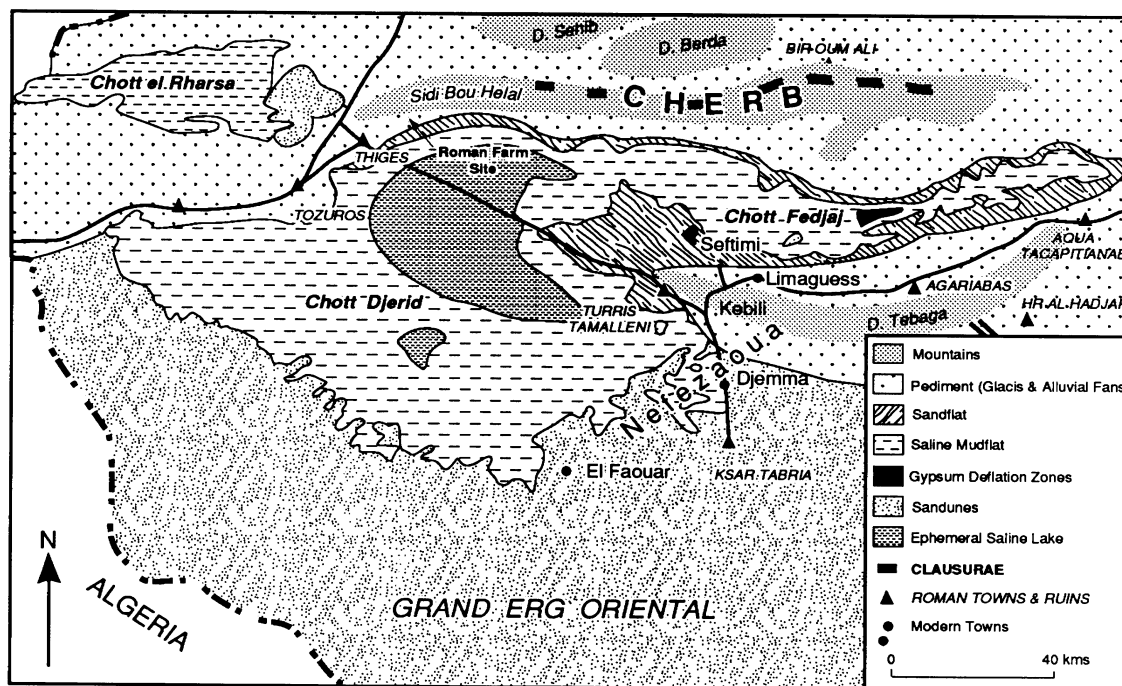 D. Sehib
D. Berda
BIR OUM ALI
Chott el Rharsa
Sidi Bou Helal
CHERB
THIGES
Roman Farm
Site
TOZUROS
Chott Fedjaj
Seftimi
AQUA
TACAPITIANAE
Limaguess
AGARIABAS
Chott Djerid
Kebili
TURRIS
TAMALLENI
HR AL HADJAR
D. Tebaga
Nefezaoua
Djemma
El Faouar
KSAR TABRIA
N
ALGERIA
GRAND ERG ORIENTAL
Mountains
Pediment (Glacis & Alluvial Fans
Sandflat
Saline Mudflat
Gypsum Deflation Zones
Sandunes
Ephemeral Saline Lake
CLAUSURAE
ROMAN TOWNS & RUINS
Modern Towns
0 40 kms